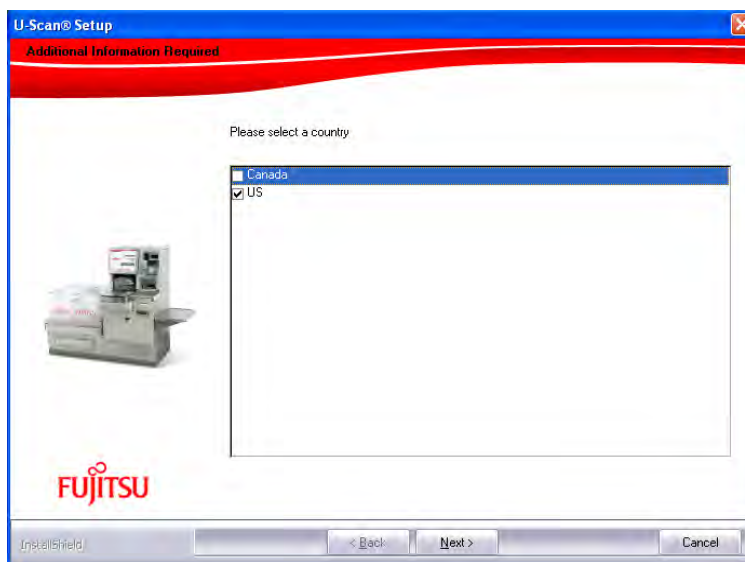 U-Scan® Setup
Additional Information Required
Please select a country
Canada
US
FUJITSU
InstallShield
< Back
Next >
Cancel